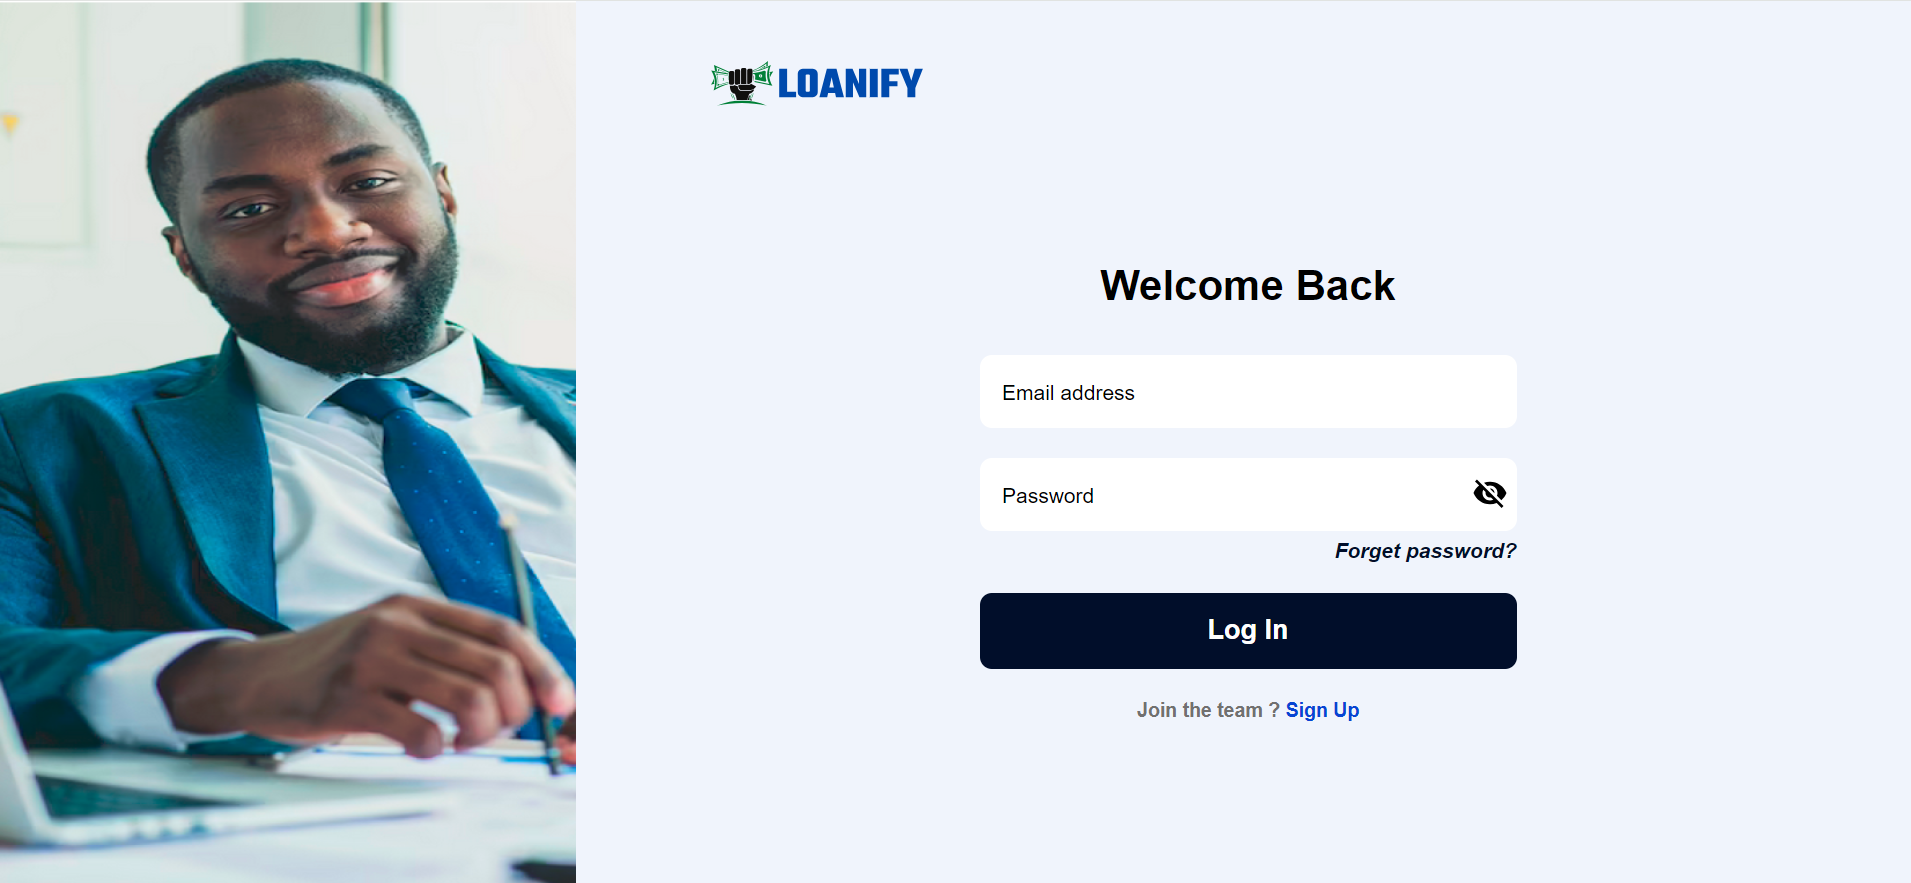 LOANIFY
Welcome Back
Email address
Password
Forget password?
Log In
Join the team ? Sign Up